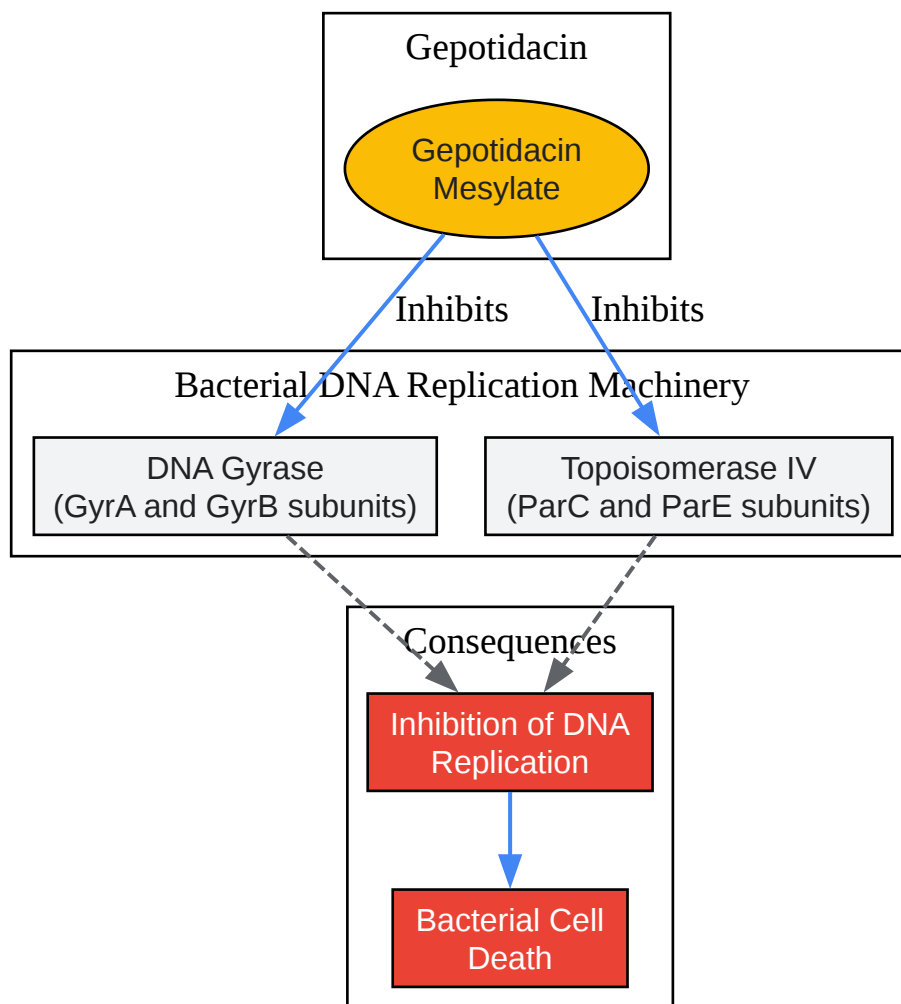 Gepotidacin
Gepotidacin
Mesylate
Inhibits
Inhibits
Bacterial DNA Replication Machinery
DNA Gyrase
(GyrA and GyrB subunits)
Topoisomerase IV
(ParC and ParE subunits)
Consequences
Inhibition of DNA
Replication
Bacterial Cell
Death